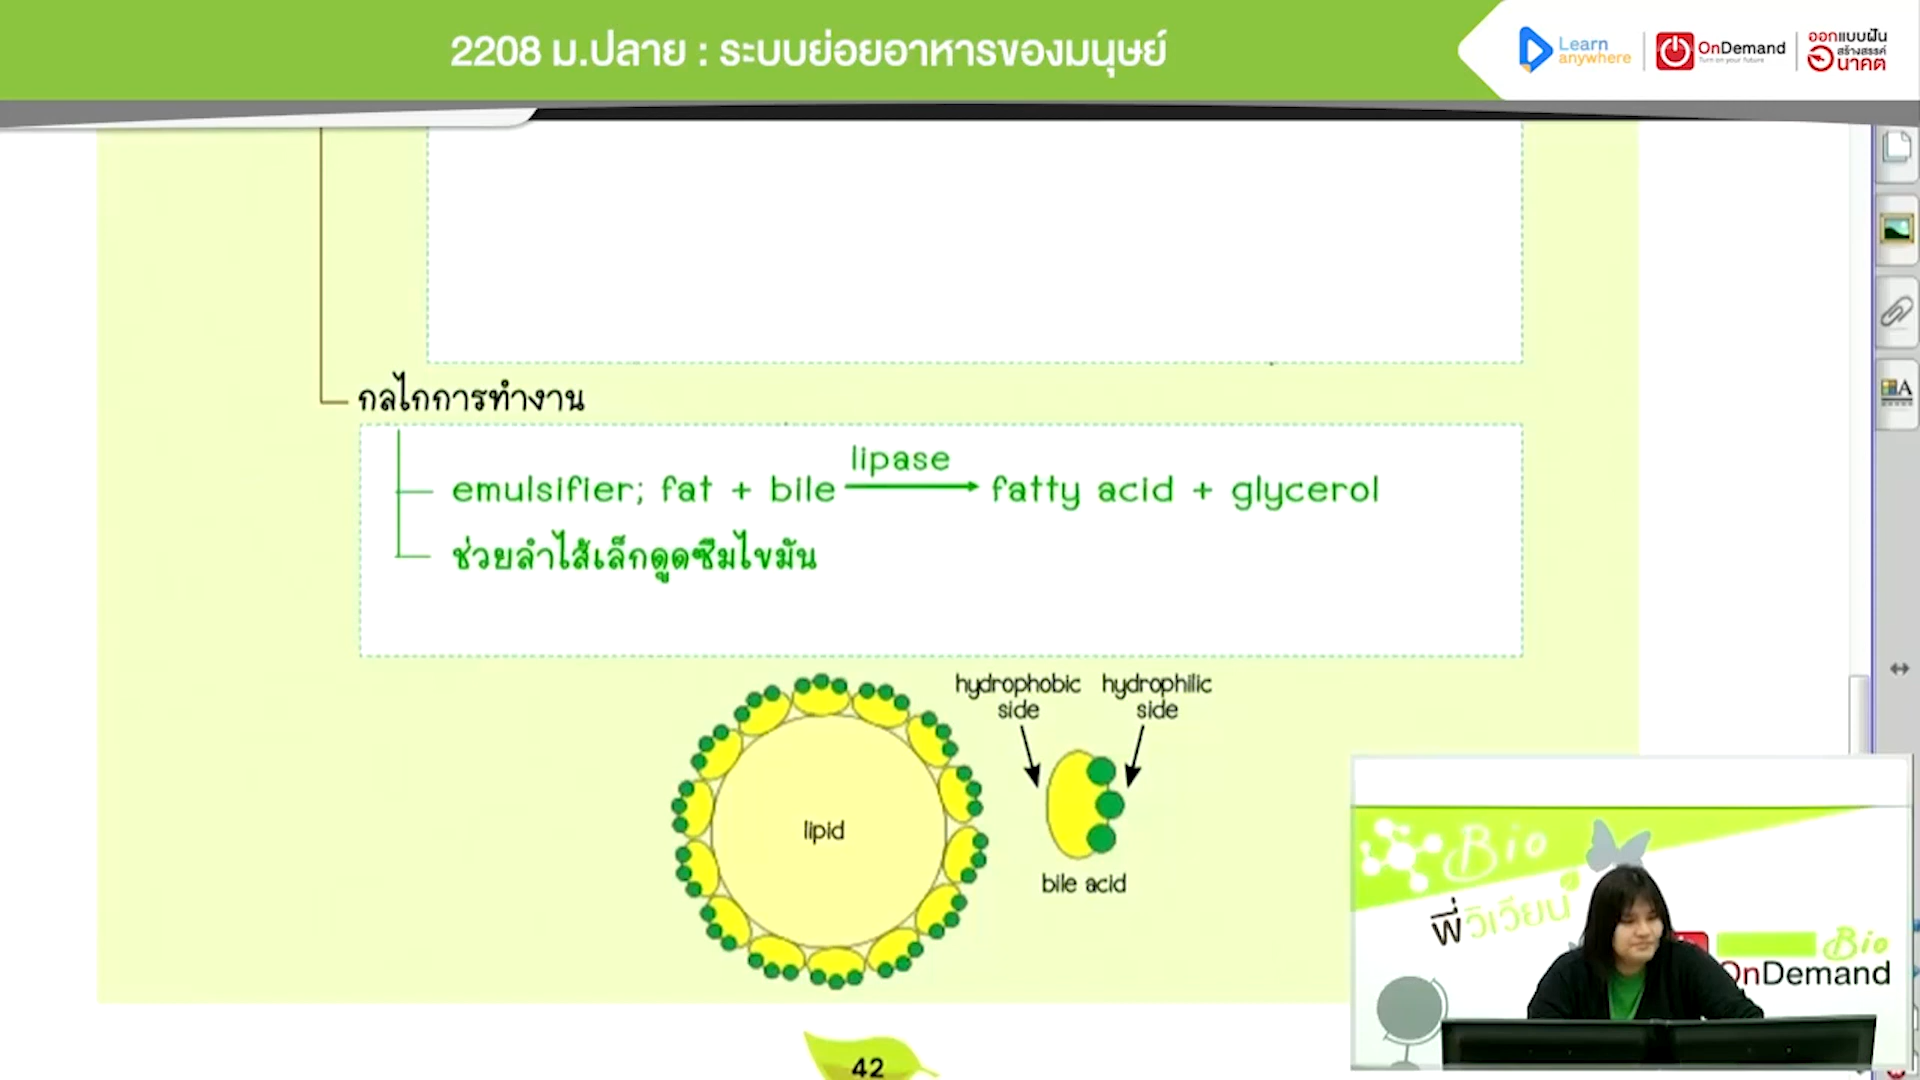 2208 ม.ปลาย : ระบบย่อยอาหารของมนุษย์
Learn
anywhere
OnDemand
Turn on your future
ออกแบบฝัน
สร้างสรรค์
อนาคต
กลไกการทำงาน
lipase
emulsifier; fat + bile fatty acid + glycerol
ช่วยลำไส้เล็กดูดซึมไขมัน
hydrophobic side
hydrophilic side
lipid
bile acid
Bio
พี่วิเวียน
Bio
OnDemand
42